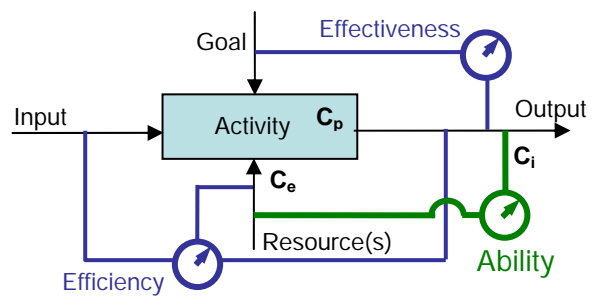 Goal
Effectiveness
Input
Activity
Cp
Output
Ce
Ci
Resource(s)
Efficiency
Ability